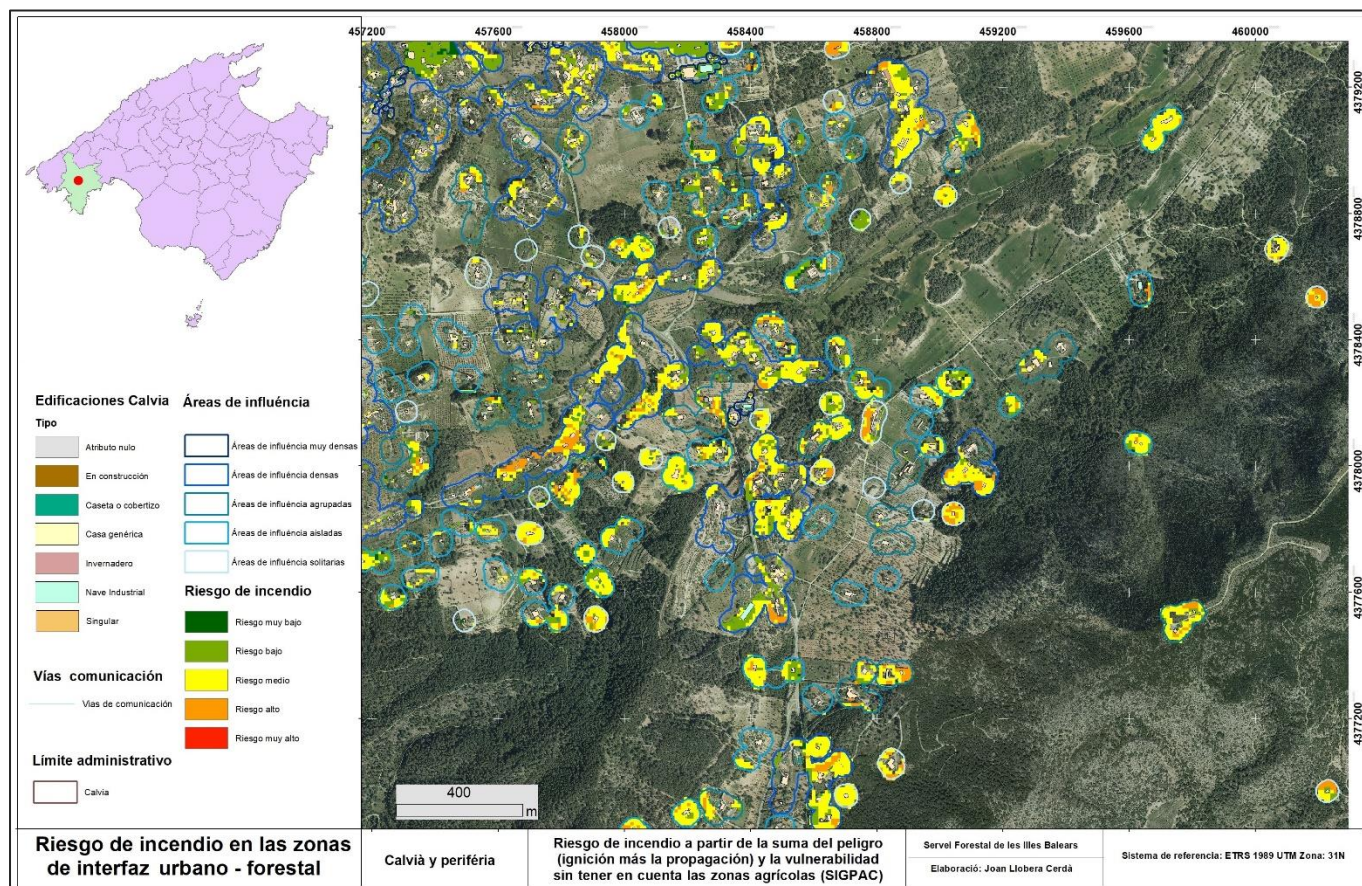 457200 457600 458000 458400 458800 459200 459600 460000
4379200
4378800
4378400
4378000
4377600
4377200
Edificaciones Calvia
Tipo
Atributo nulo
En construcción
Caseta o cobertizo
Casa genérica
Invernadero
Nave Industrial
Singular
Vías comunicación
Vias de comunicación
Límite administrativo
Calvia
Áreas de influéncia
Áreas de influéncia muy densas
Áreas de influéncia densas
Áreas de influéncia agrupadas
Áreas de influéncia aisladas
Áreas de influéncia solitarias
Riesgo de incendio
Riesgo muy bajo
Riesgo bajo
Riesgo medio
Riesgo alto
Riesgo muy alto
400
m
Riesgo de incendio en las zonas
de interfaz urbano - forestal
Calvià y periféria
Riesgo de incendio a partir de la suma del peligro
(ignición más la propagación) y la vulnerabilidad
sin tener en cuenta las zonas agrícolas (SIGPAC)
Servei Forestal de les Illes Balears
Elaboració: Joan Llobera Cerdà
Sistema de referencia: ETRS 1989 UTM Zona: 31N